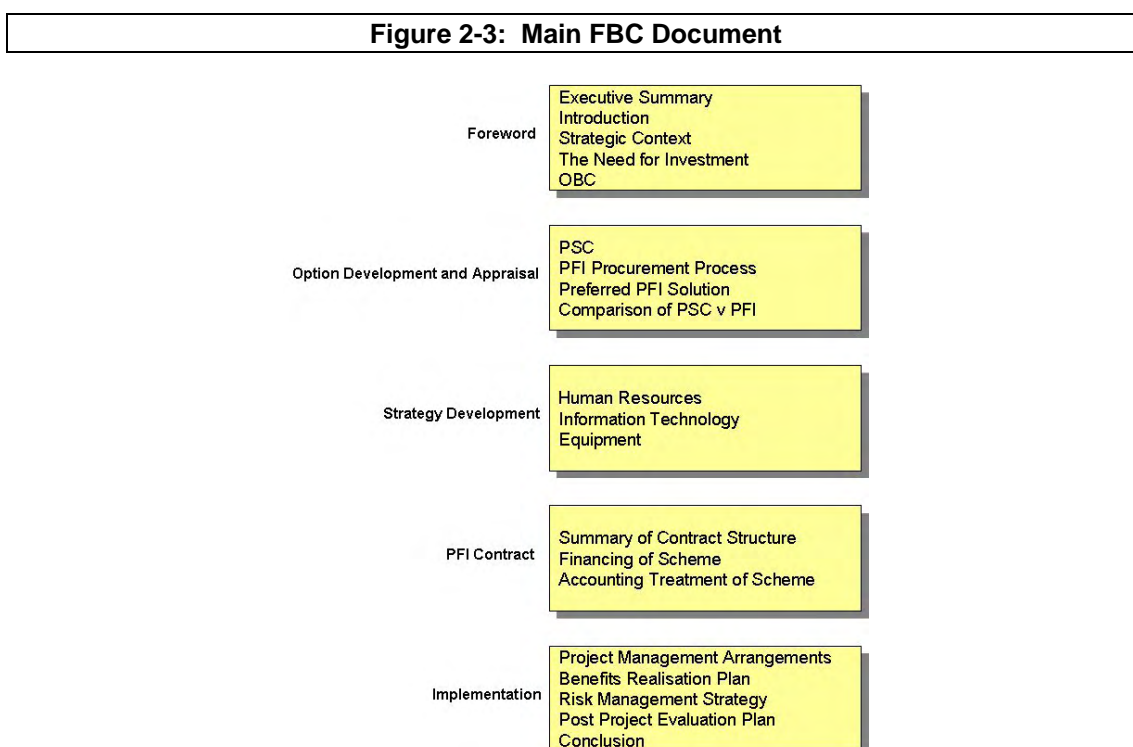 Figure 2-3: Main FBC Document
Foreword
Executive Summary
Introduction
Strategic Context
The Need for Investment
OBC
Option Development and Appraisal
PSC
PFI Procurement Process
Preferred PFI Solution
Comparison of PSC v PFI
Strategy Development
Human Resources
Information Technology
Equipment
PFI Contract
Summary of Contract Structure
Financing of Scheme
Accounting Treatment of Scheme
Implementation
Project Management Arrangements
Benefits Realisation Plan
Risk Management Strategy
Post Project Evaluation Plan
Conclusion